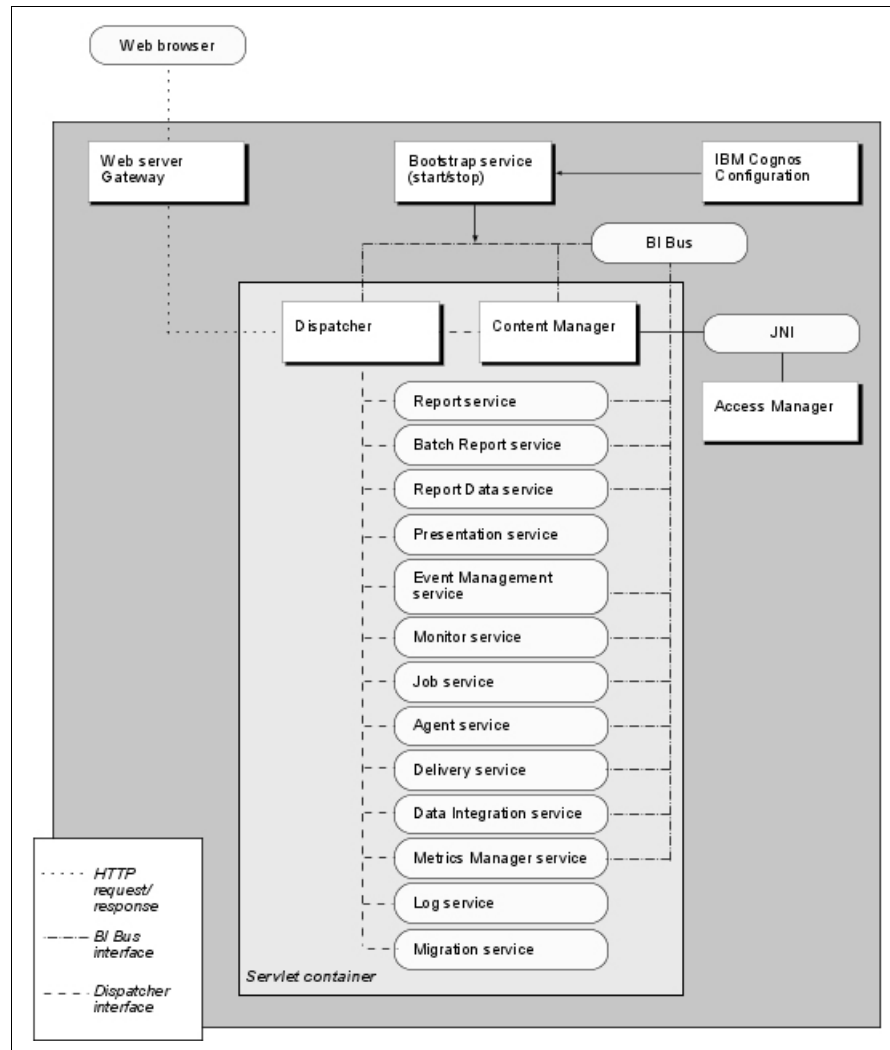 Web browser
Web server
Gateway
Bootstrap service
(start/stop)
IBM Cognos
Configuration
BI Bus
Dispatcher
Content Manager
JNI
Access Manager
Report service
Batch Report service
Report Data service
Presentation service
Event Management
service
Monitor service
Job service
Agent service
Delivery service
Data Integration service
Metrics Manager service
Log service
Migration service
Servlet container
HTTP
request/
response
BI Bus
interface
Dispatcher
interface